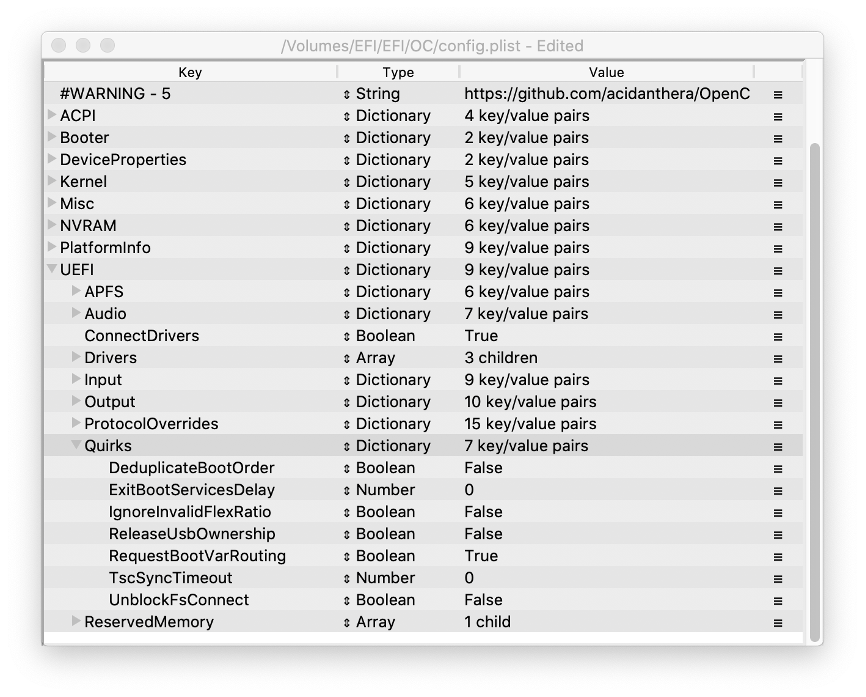 /Volumes/EFI/EFI/OC/config.plist - Edited
Key Type Value
#WARNING - 5 String https://github.com/acidanthera/OpenC
ACPI Dictionary 4 key/value pairs
Booter Dictionary 2 key/value pairs
DeviceProperties Dictionary 2 key/value pairs
Kernel Dictionary 5 key/value pairs
Misc Dictionary 6 key/value pairs
NVRAM Dictionary 6 key/value pairs
PlatformInfo Dictionary 9 key/value pairs
UEFI Dictionary 9 key/value pairs
APFS Dictionary 6 key/value pairs
Audio Dictionary 7 key/value pairs
ConnectDrivers Boolean True
Drivers Array 3 children
Input Dictionary 9 key/value pairs
Output Dictionary 10 key/value pairs
ProtocolOverrides Dictionary 15 key/value pairs
Quirks Dictionary 7 key/value pairs
DeduplicateBootOrder Boolean False
ExitBootServicesDelay Number 0
IgnoreInvalidFlexRatio Boolean False
ReleaseUsbOwnership Boolean False
RequestBootVarRouting Boolean True
TscSyncTimeout Number 0
UnblockFsConnect Boolean False
ReservedMemory Array 1 child